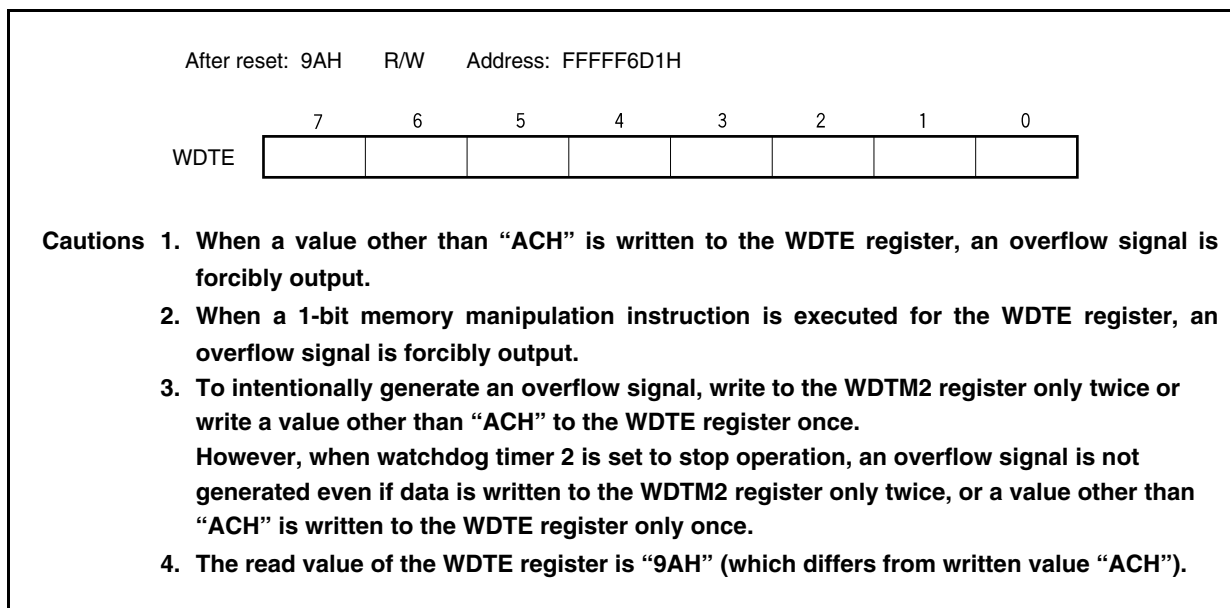 After reset: 9AH R/W Address: FFFFF6D1H
7 6 5 4 3 2 1 0
WDTE
Cautions 1. When a value other than “ACH” is written to the WDTE register, an overflow signal is
forcibly output.
2. When a 1-bit memory manipulation instruction is executed for the WDTE register, an
overflow signal is forcibly output.
3. To intentionally generate an overflow signal, write to the WDTM2 register only twice or
write a value other than “ACH” to the WDTE register once.
However, when watchdog timer 2 is set to stop operation, an overflow signal is not
generated even if data is written to the WDTM2 register only twice, or a value other than
“ACH” is written to the WDTE register only once.
4. The read value of the WDTE register is “9AH” (which differs from written value “ACH”).